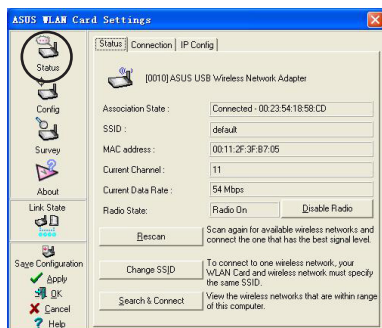 ASUS WLAN Card Settings
Status
Config
Survey
About
Link State
Save Configuration
Apply
OK
Cancel
Help
Status Connection IP Config
[0010] ASUS USB Wireless Network Adapter
Association State : Connected - 00:23:54:18:58:CD
SSID : default
MAC address : 00:11:2F:3F:B7:05
Current Channel : 11
Current Data Rate : 54 Mbps
Radio State: Radio On Disable Radio
Rescan
Scan again for available wireless networks and
connect the one that has the best signal level.
Change SSID
To connect to one wireless network, your
WLAN Card and wireless network must specify
the same SSID.
Search & Connect
View the wireless networks that are within range
of this computer.